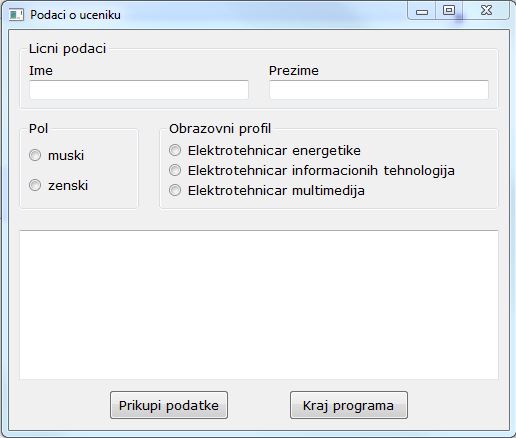 Podaci o uceniku
Licni podaci
Ime Prezime
Pol
muski
zenski
Obrazovni profil
Elektrotehnicar energetike
Elektrotehnicar informacionih tehnologija
Elektrotehnicar multimedija
Prikupi podatke Kraj programa